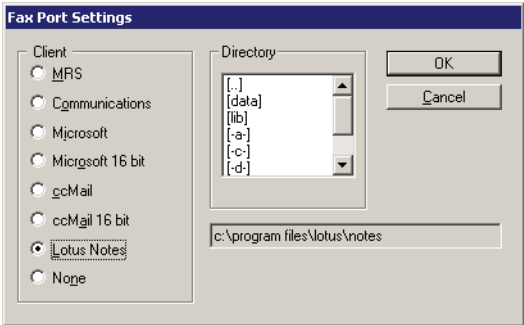 Fax Port Settings
Client
MRS
Communications
Microsoft
Microsoft 16 bit
ccMail
ccMail 16 bit
Lotus Notes
None
Directory
[..]
[data]
[lib]
[-a-]
[-c-]
[-d-]
c:\program files\lotus\notes
OK
Cancel